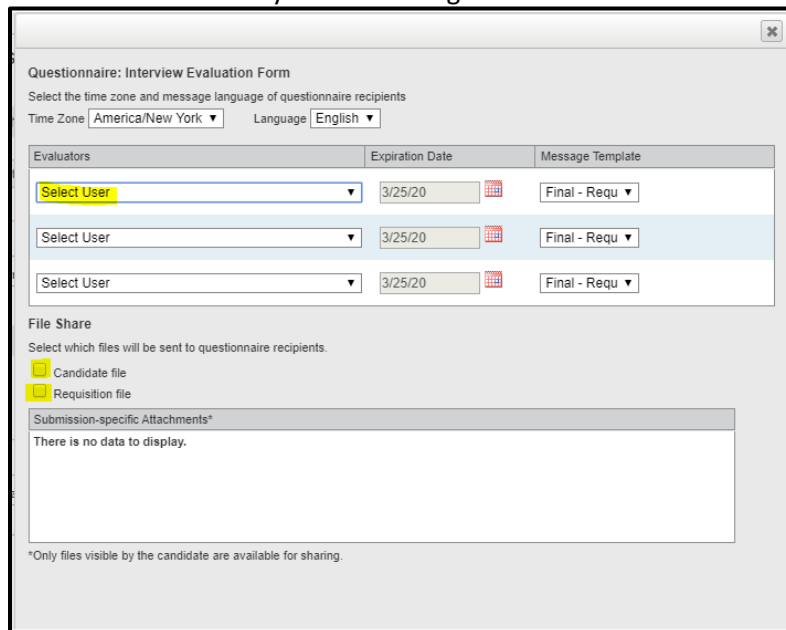 Questionnaire: Interview Evaluation Form
Select the time zone and message language of questionnaire recipients
Time Zone America/New York ▼ Language English ▼
Evaluators Expiration Date Message Template
Select User ▼ 3/25/20 Final - Requ ▼
Select User ▼ 3/25/20 Final - Requ ▼
Select User ▼ 3/25/20 Final - Requ ▼
File Share
Select which files will be sent to questionnaire recipients.
Candidate file
Requisition file
Submission-specific Attachments*
There is no data to display.
*Only files visible by the candidate are available for sharing.